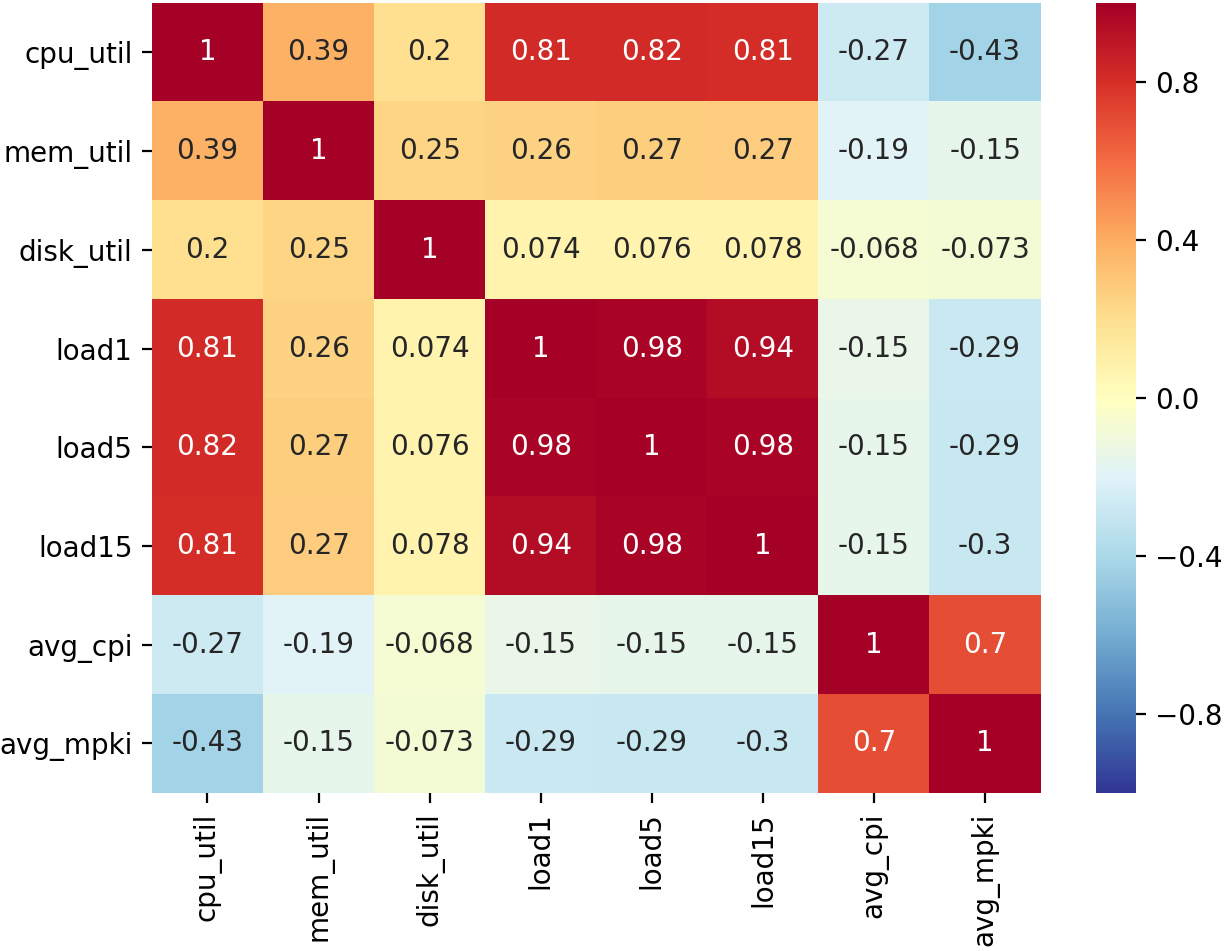 cpu_util 1 0.39 0.2 0.81 0.82 0.81 -0.27 -0.43
mem_util 0.39 1 0.25 0.26 0.27 0.27 -0.19 -0.15
disk_util 0.2 0.25 1 0.074 0.076 0.078 -0.068 -0.073
load1 0.81 0.26 0.074 1 0.98 0.94 -0.15 -0.29
load5 0.82 0.27 0.076 0.98 1 0.98 -0.15 -0.29
load15 0.81 0.27 0.078 0.94 0.98 1 -0.15 -0.3
avg_cpi -0.27 -0.19 -0.068 -0.15 -0.15 -0.15 1 0.7
avg_mpki -0.43 -0.15 -0.073 -0.29 -0.29 -0.3 0.7 1
cpu_util
mem_util
disk_util
load1
load5
load15
avg_cpi
avg_mpki
0.8
0.4
0.0
−0.4
−0.8